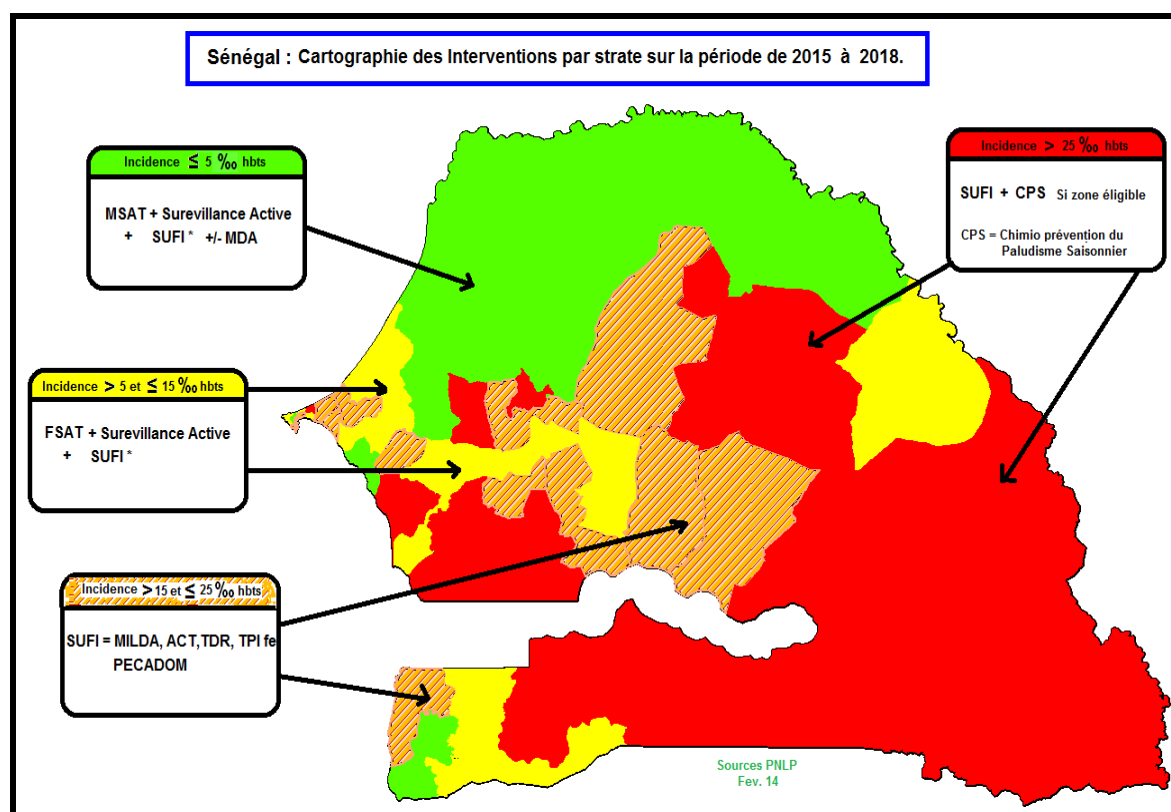 Sénégal : Cartographie des Interventions par strate sur la période de 2015 à 2018.
Incidence ≤ 5 ‰ hbts
MSAT + Surevillance Active
+ SUFI * +/- MDA
Incidence > 25 ‰ hbts
SUFI + CPS Si zone éligible
CPS = Chimio prévention du
Paludisme Saisonnier
Incidence > 5 et ≤ 15 ‰ hbts
FSAT + Surevillance Active
+ SUFI *
Incidence > 15 et ≤ 25 ‰ hbts
SUFI = MILDA, ACT, TDR, TPI fe
PECADOM
Sources PNLP
Fev. 14